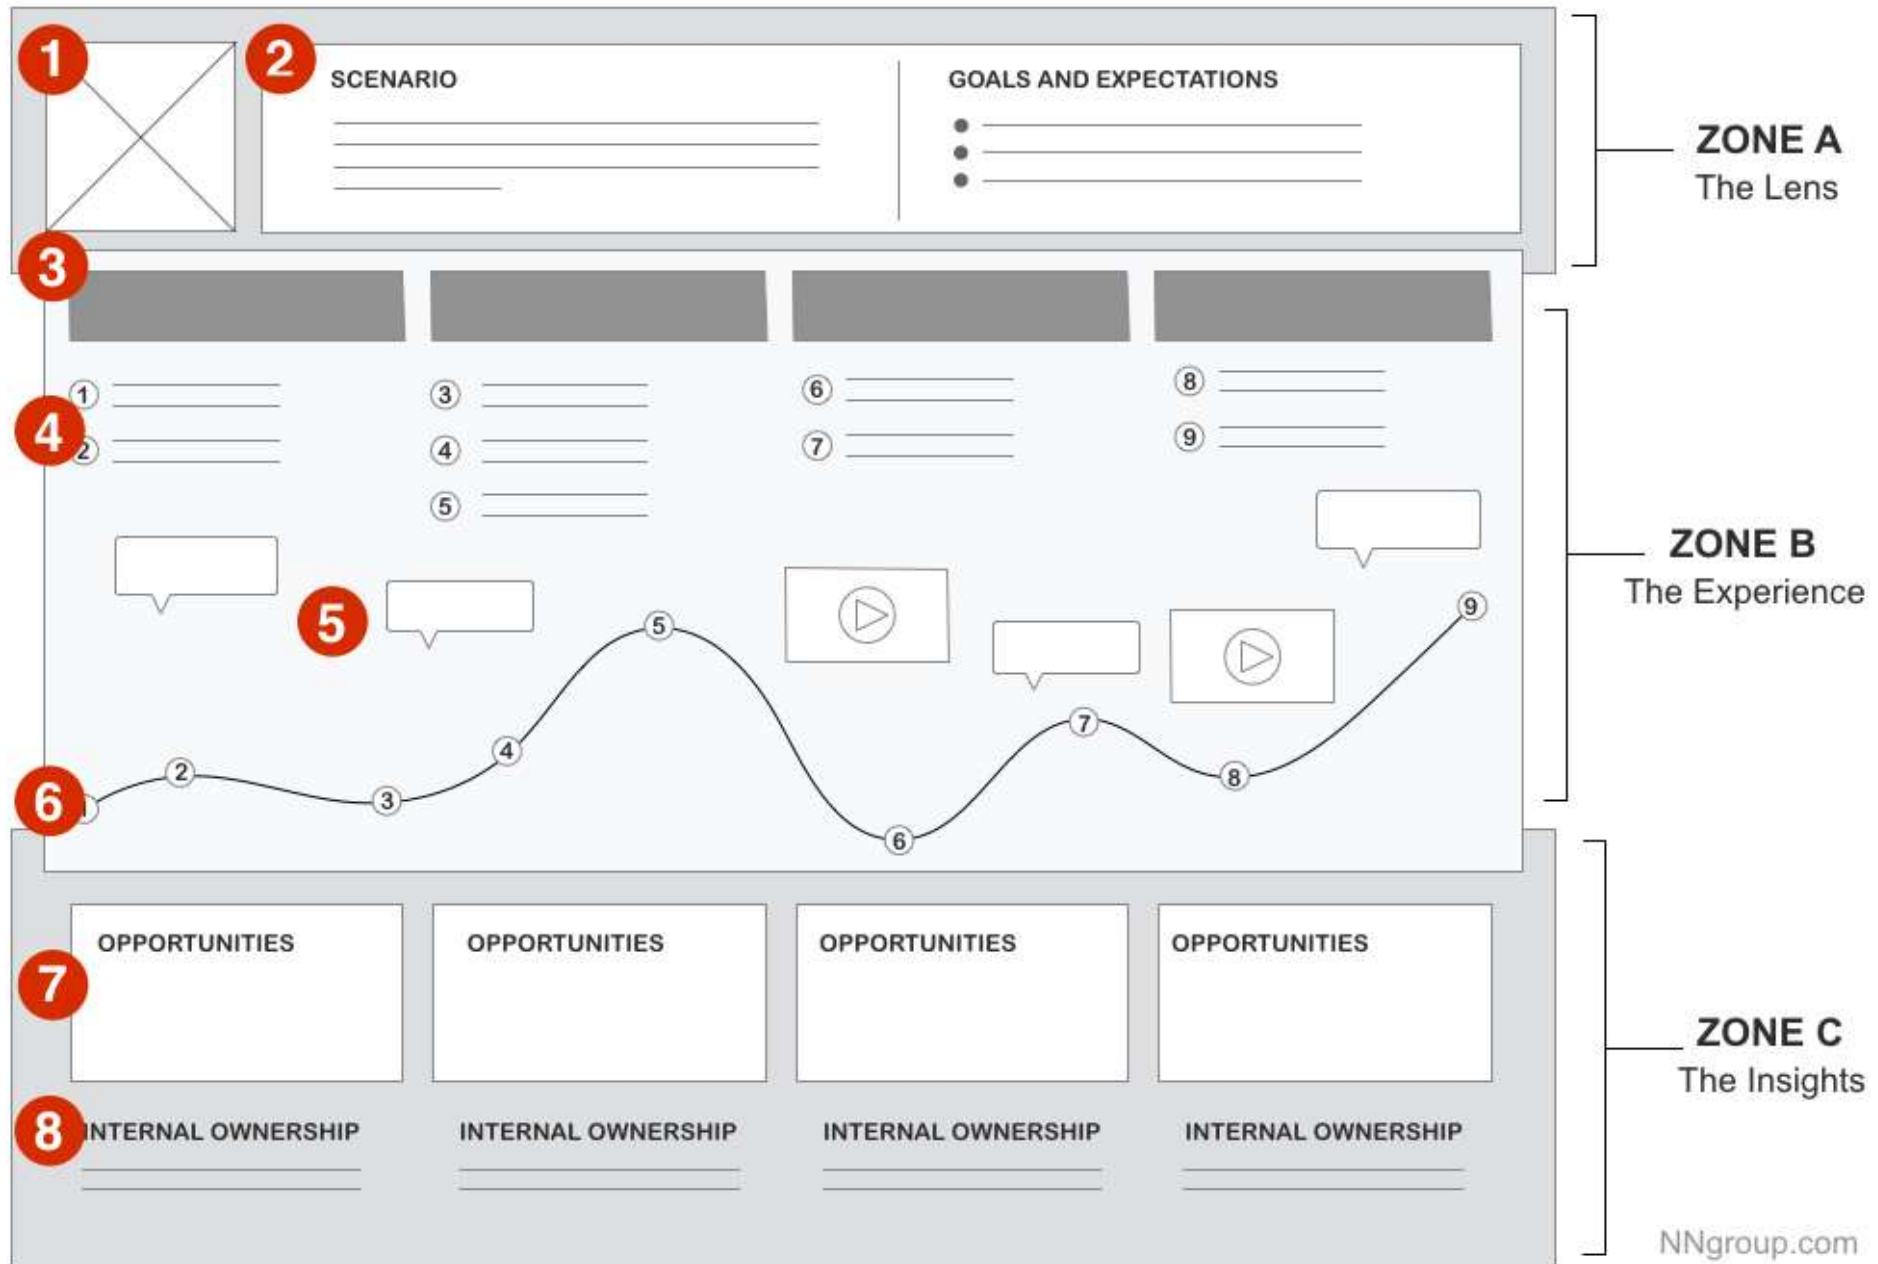 1
2
SCENARIO
GOALS AND EXPECTATIONS
ZONE A
The Lens
3
4
1
2
3
4
5
6
7
8
9
ZONE B
The Experience
5
6
1
2
3
4
5
6
7
8
9
7
OPPORTUNITIES
OPPORTUNITIES
OPPORTUNITIES
OPPORTUNITIES
ZONE C
The Insights
8
INTERNAL OWNERSHIP
INTERNAL OWNERSHIP
INTERNAL OWNERSHIP
INTERNAL OWNERSHIP
NNgroup.com